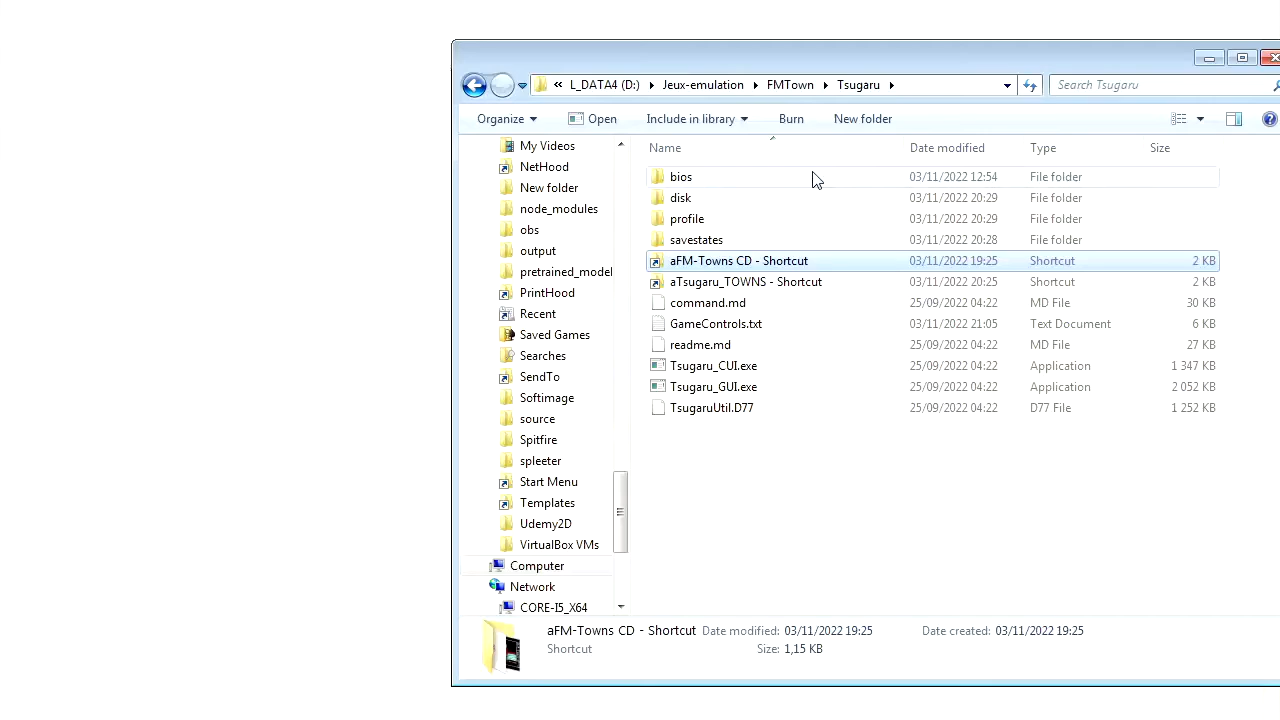 « L_DATA4 (D:) Jeux-emulation FMTown Tsugaru
Search Tsugaru
Organize Open Include in library Burn New folder
Name Date modified Type Size
My Videos
NetHood
New folder
node_modules
obs
output
pretrained_model
PrintHood
Recent
Saved Games
Searches
SendTo
Softimage
source
Spitfire
spleeter
Start Menu
Templates
Udemy2D
VirtualBox VMs
Computer
Network
CORE-I5_X64
bios 03/11/2022 12:54 File folder
disk 03/11/2022 20:29 File folder
profile 03/11/2022 20:29 File folder
savestates 03/11/2022 20:28 File folder
aFM-Towns CD - Shortcut 03/11/2022 19:25 Shortcut 2 KB
aTsugaru_TOWNS - Shortcut 03/11/2022 20:25 Shortcut 2 KB
command.md 25/09/2022 04:22 MD File 30 KB
GameControls.txt 03/11/2022 21:05 Text Document 6 KB
readme.md 25/09/2022 04:22 MD File 27 KB
Tsugaru_CUI.exe 25/09/2022 04:22 Application 1 347 KB
Tsugaru_GUI.exe 25/09/2022 04:22 Application 2 052 KB
TsugaruUtil.D77 25/09/2022 04:22 D77 File 1 252 KB
aFM-Towns CD - Shortcut Date modified: 03/11/2022 19:25 Date created: 03/11/2022 19:25
Shortcut Size: 1,15 KB